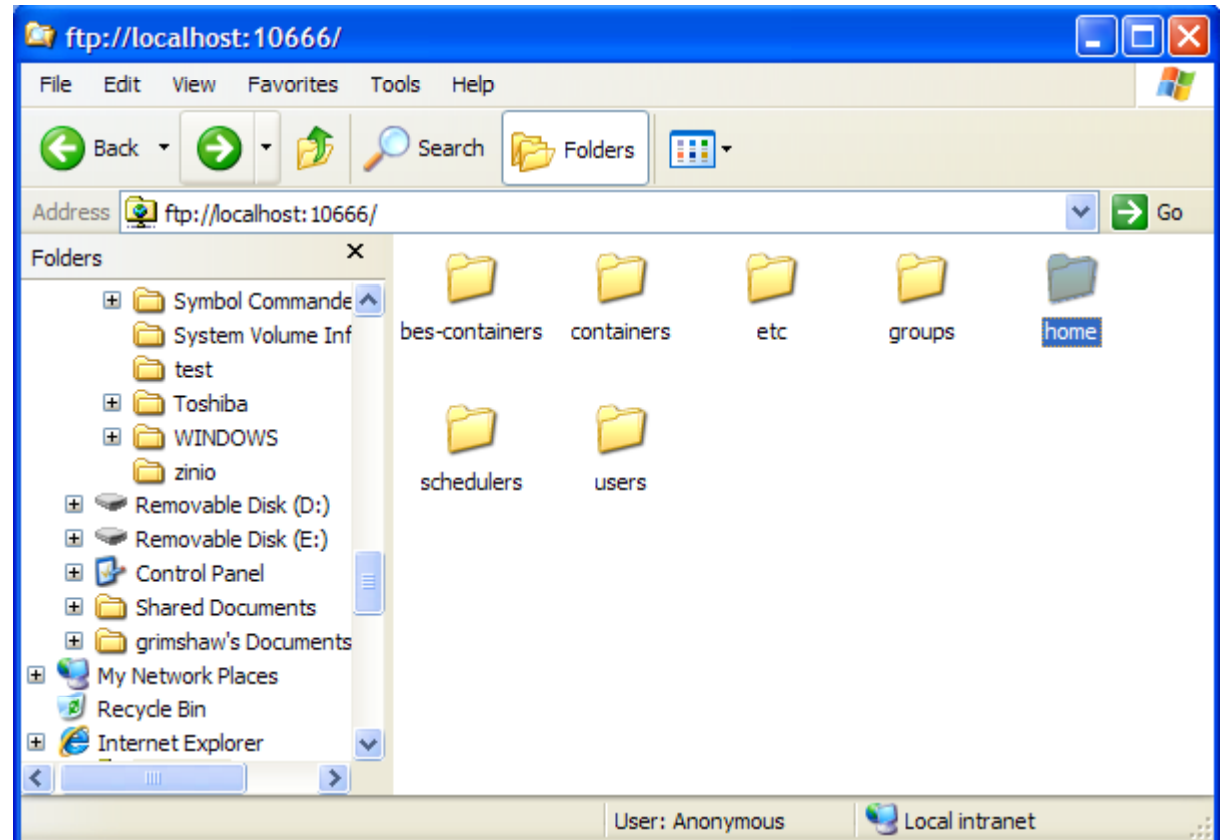 ftp://localhost:10666/
File Edit View Favorites Tools Help
Back Search Folders
Address ftp://localhost:10666/ Go
Folders
Symbol Commande
System Volume Inf
test
Toshiba
WINDOWS
zinio
Removable Disk (D:)
Removable Disk (E:)
Control Panel
Shared Documents
grimshaw's Documents
My Network Places
Recycle Bin
Internet Explorer
bes-containers containers etc groups home
schedulers users
User: Anonymous Local intranet